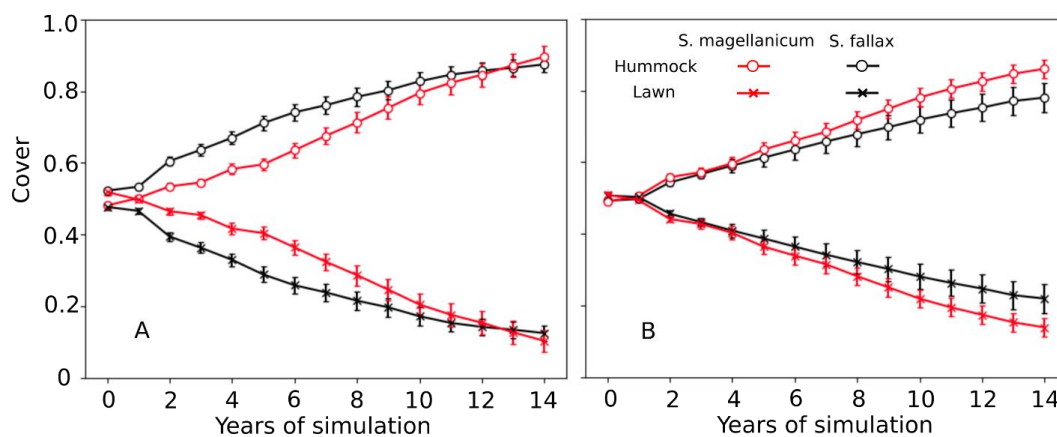 1.0
0.8
0.6
0.4
0.2
0
Cover
A
0 2 4 6 8 10 12 14
Years of simulation
S. magellanicum S. fallax
Hummock
Lawn
B
0 2 4 6 8 10 12 14
Years of simulation